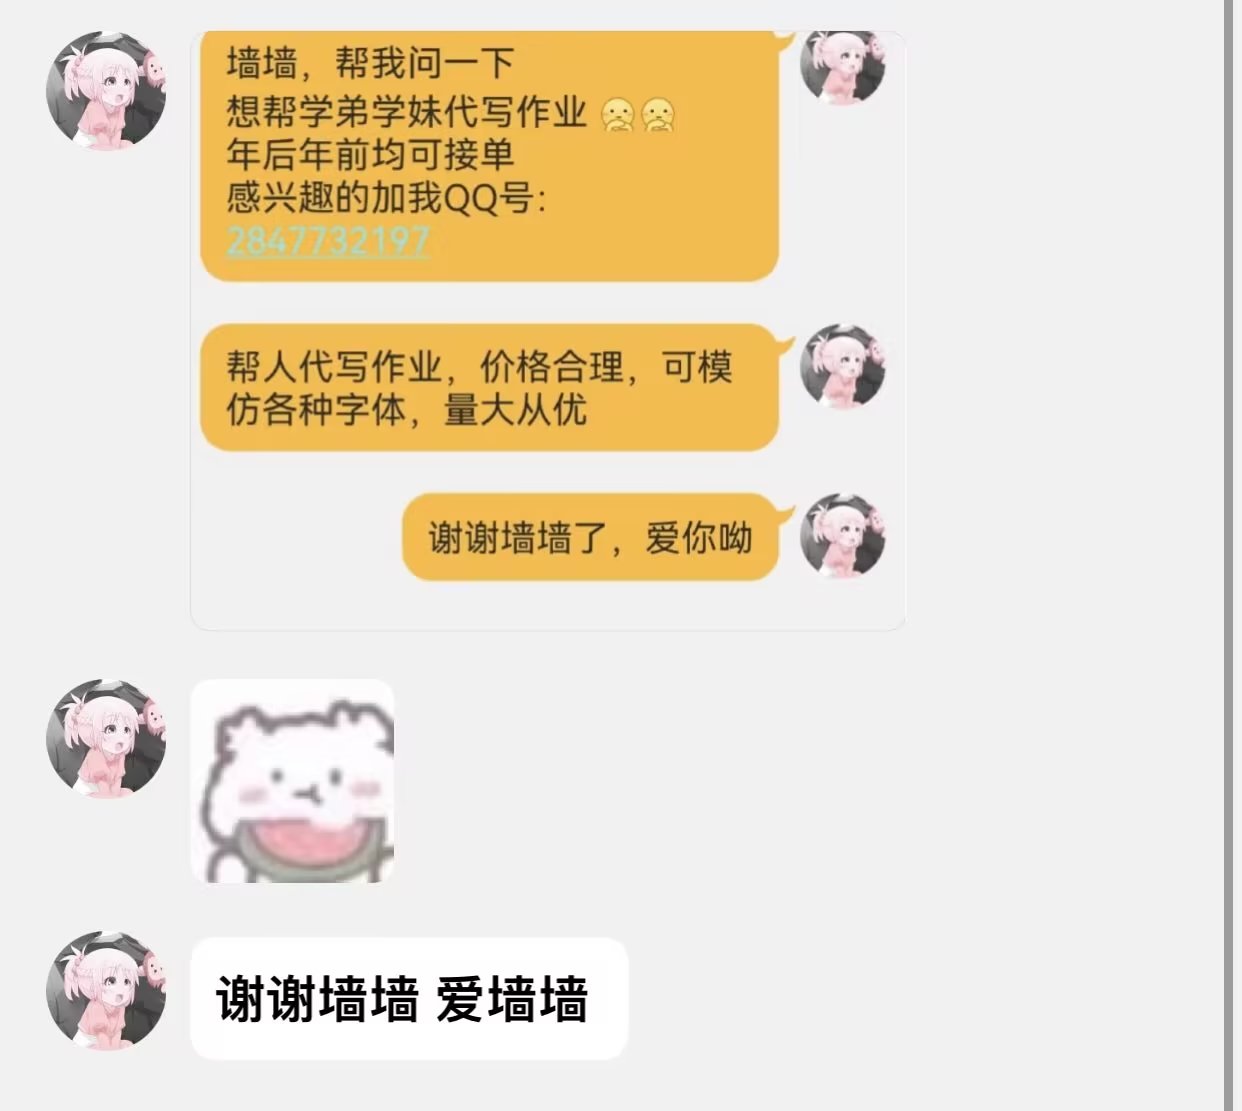 墙墙，帮我问一下
想帮学弟学妹代写作业
年后年前均可接单
感兴趣的加我QQ号：
2847732197
帮人代写作业，价格合理，可模
仿各种字体，量大从优
谢谢墙墙了，爱你呦
谢谢墙墙 爱墙墙